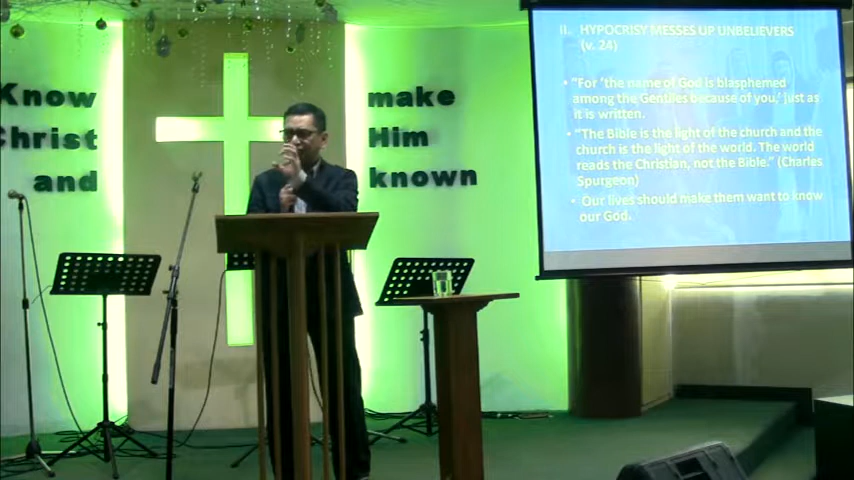 Know
Christ
and
make
Him
known
II. HYPOCRISY MESSES UP UNBELIEVERS
(v. 24)
• "For 'the name of God is blasphemed
among the Gentiles because of you,' just as
it is written.
• "The Bible is the light of the church and the
church is the light of the world. The world
reads the Christian, not the Bible." (Charles
Spurgeon)
• Our lives should make them want to know
our God.